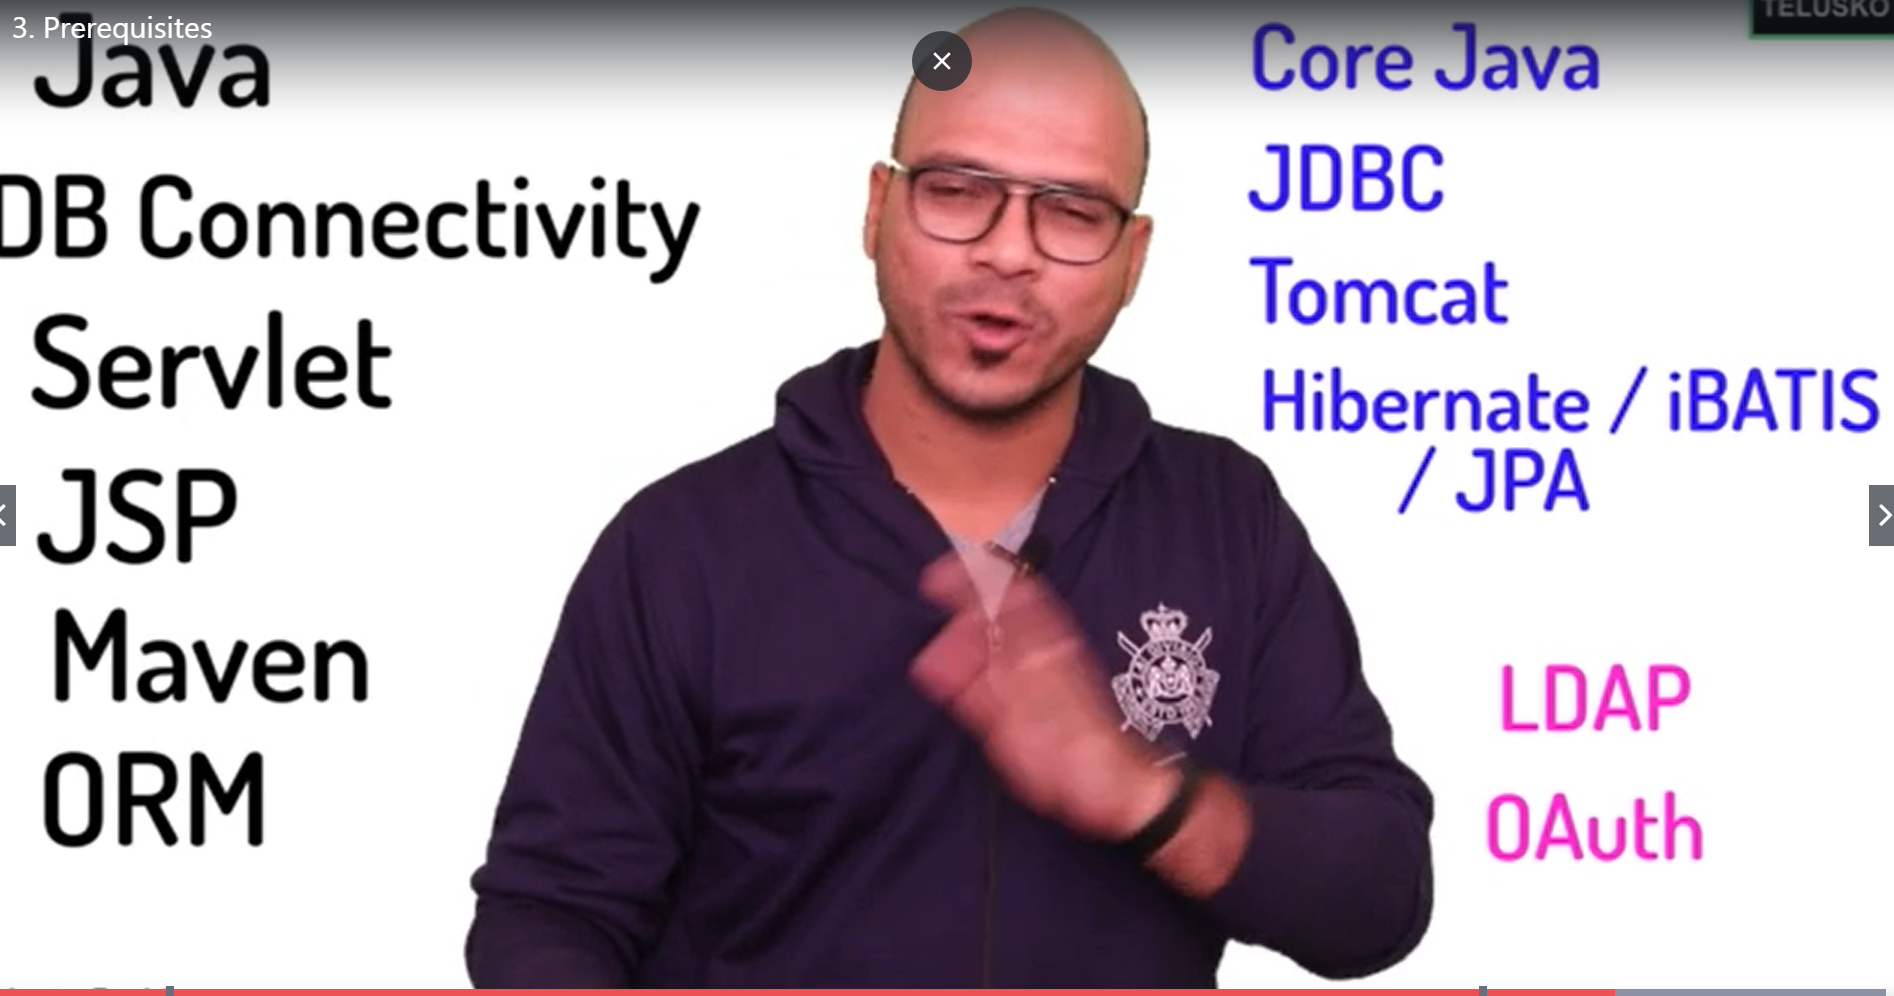 3. Prerequisites
TELUSKO
Java
DB Connectivity
Servlet
JSP
Maven
ORM
Core Java
JDBC
Tomcat
Hibernate / iBATIS
/ JPA
LDAP
OAuth